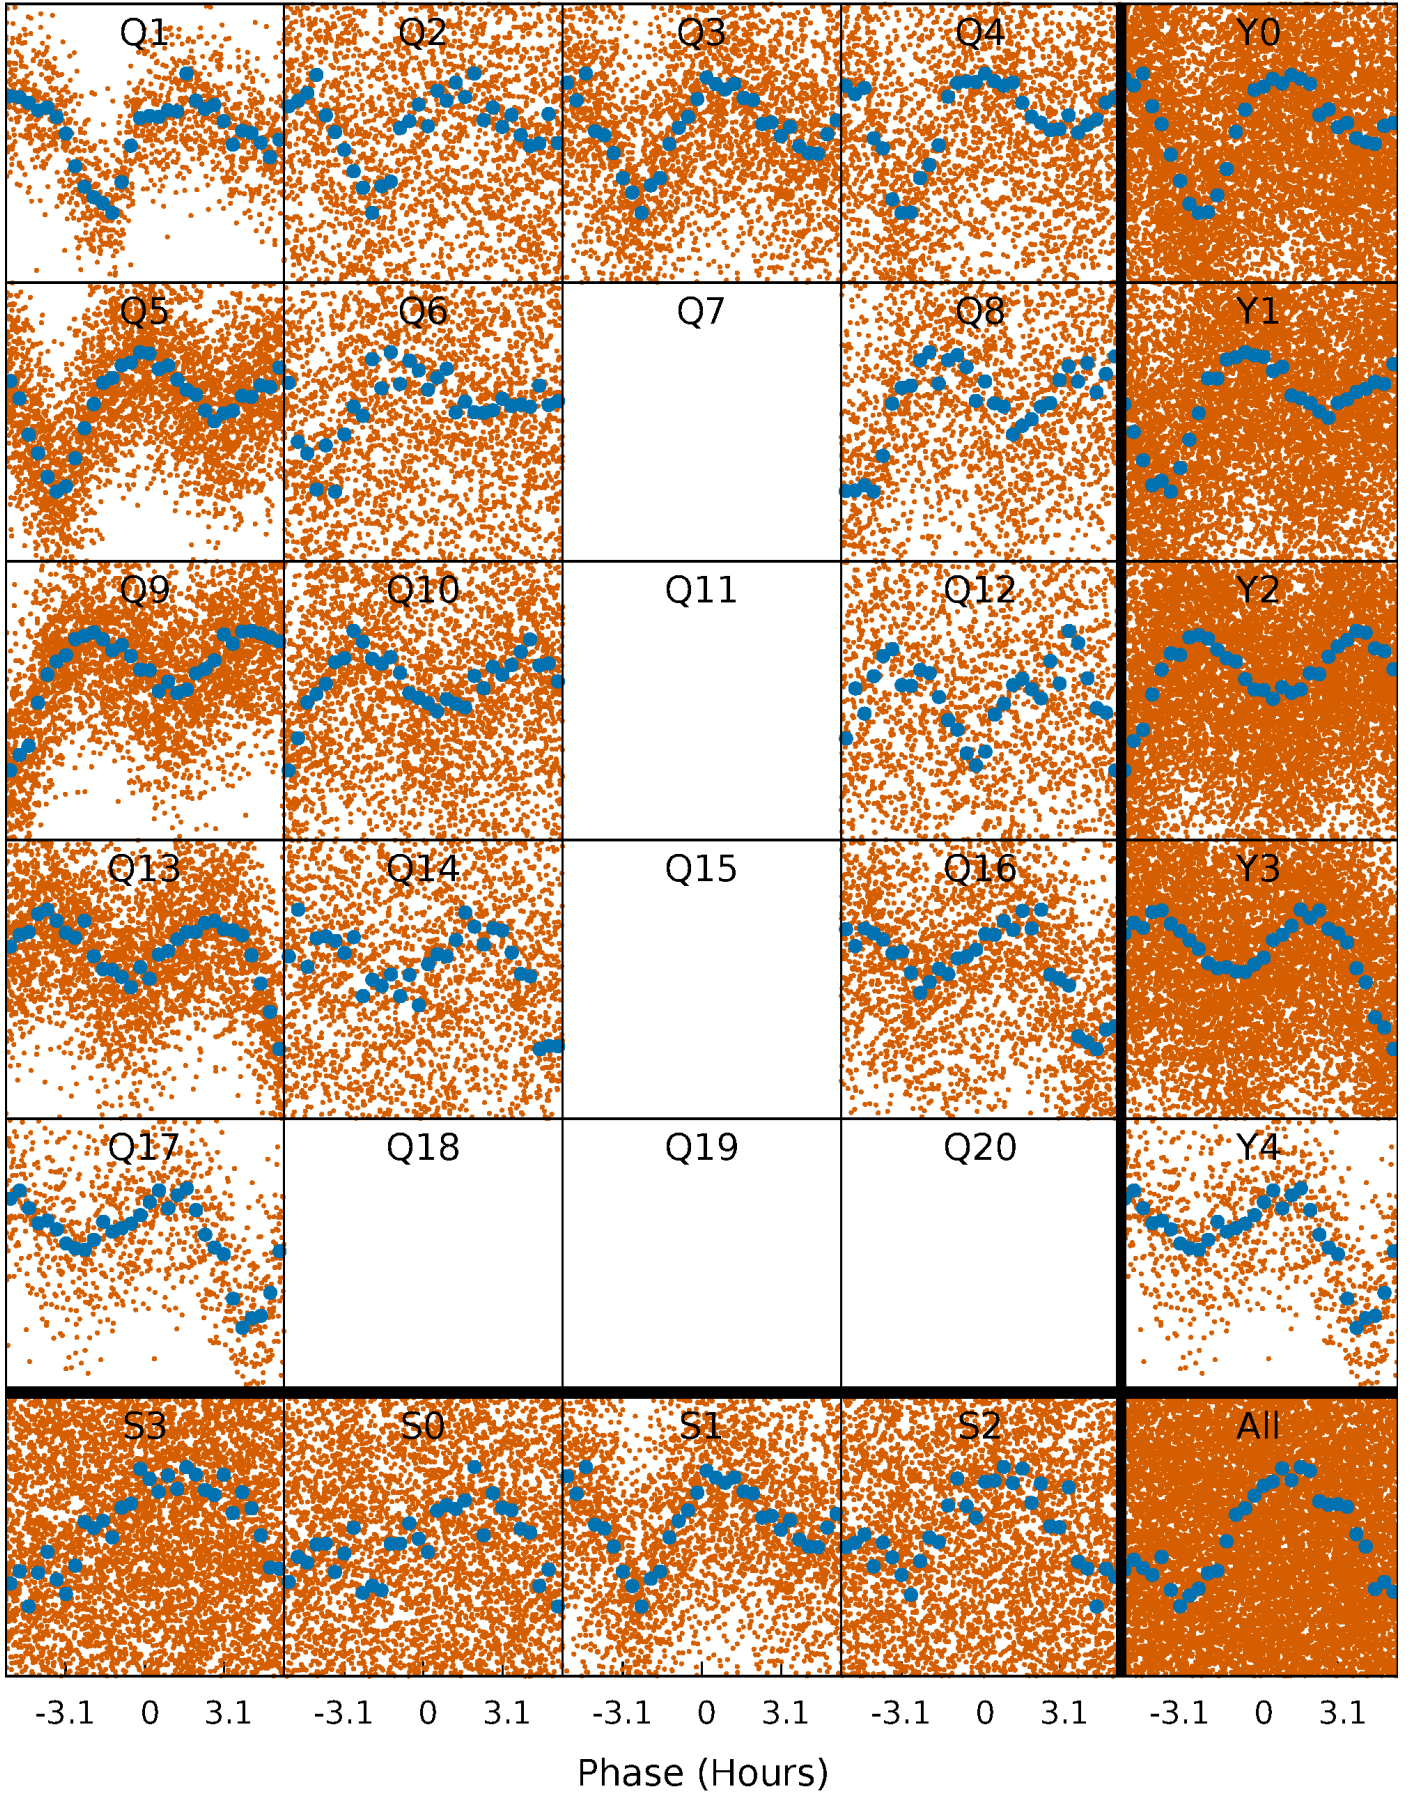 Q1 Q2 Q3 Q4 Y0
Q5 Q6 Q7 Q8 Y1
Q9 Q10 Q11 Q12 Y2
Q13 Q14 Q15 Q16 Y3
Q17 Q18 Q19 Q20 Y4
S3 S0 S1 S2 All
-3.1 0 3.1 -3.1 0 3.1 -3.1 0 3.1 -3.1 0 3.1 -3.1 0 3.1
Phase (Hours)